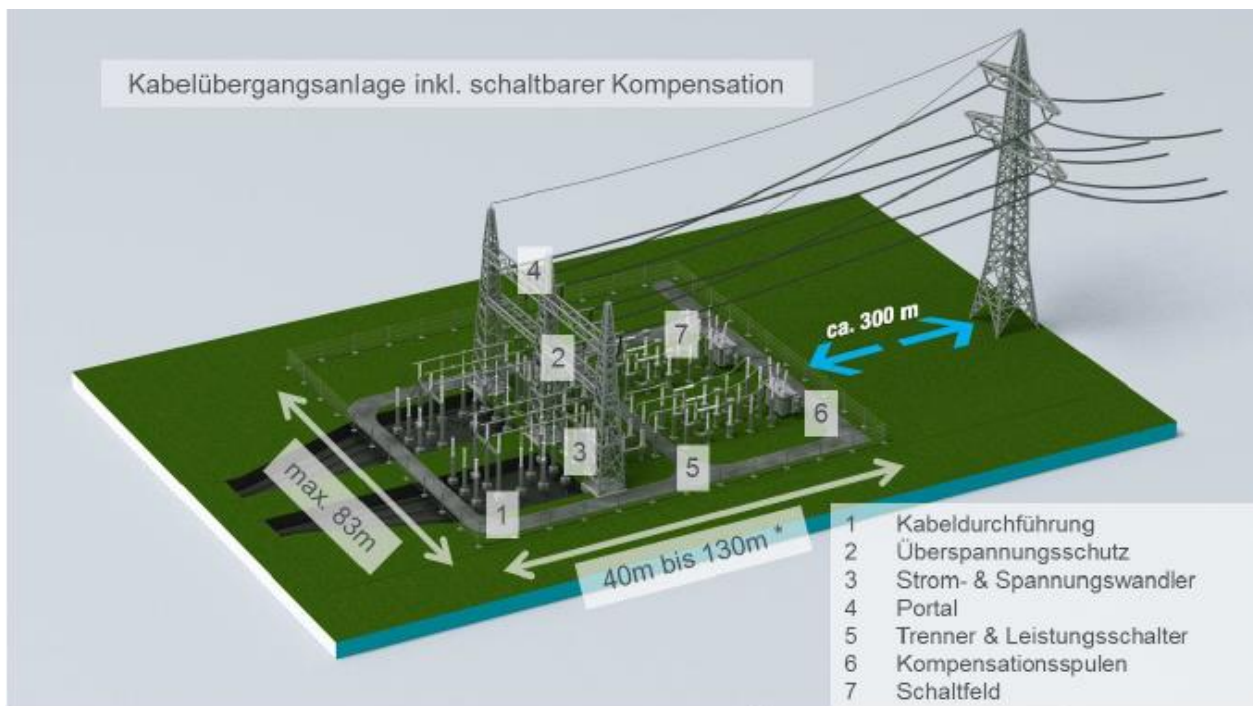 Kabelübergangsanlage inkl. schaltbarer Kompensation
4
7
ca. 300 m
2
6
3
5
1
max. 83m
40m bis 130m *
1 Kabeldurchführung
2 Überspannungsschutz
3 Strom- & Spannungswandler
4 Portal
5 Trenner & Leistungsschalter
6 Kompensationsspulen
7 Schaltfeld